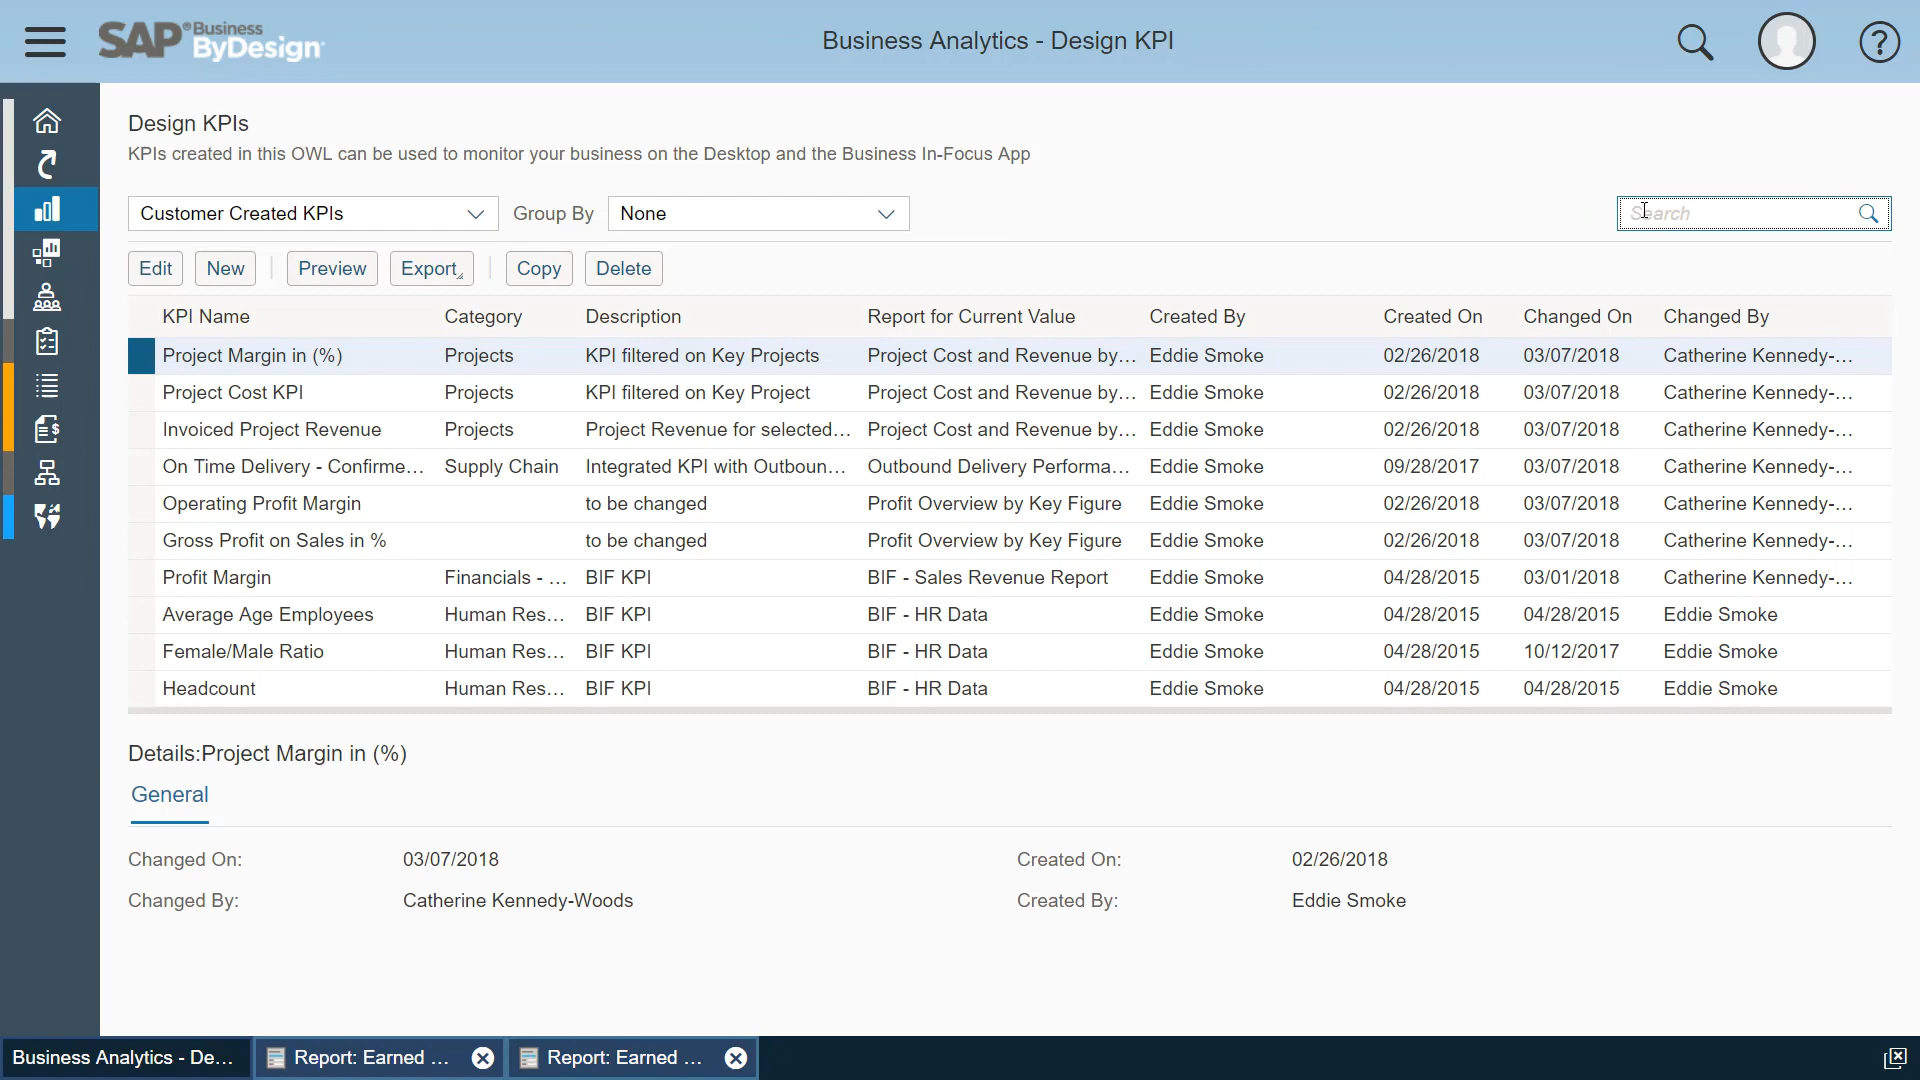 SAP Business ByDesign
Business Analytics - Design KPI
?
Design KPIs
KPIs created in this OWL can be used to monitor your business on the Desktop and the Business In-Focus App
Customer Created KPIs Group By None Search
Edit New Preview Export Copy Delete
KPI Name Category Description Report for Current Value Created By Created On Changed On Changed By
Project Margin in (%) Projects KPI filtered on Key Projects Project Cost and Revenue by... Eddie Smoke 02/26/2018 03/07/2018 Catherine Kennedy-...
Project Cost KPI Projects KPI filtered on Key Project Project Cost and Revenue by... Eddie Smoke 02/26/2018 03/07/2018 Catherine Kennedy-...
Invoiced Project Revenue Projects Project Revenue for selected... Project Cost and Revenue by... Eddie Smoke 02/26/2018 03/07/2018 Catherine Kennedy-...
On Time Delivery - Confirme... Supply Chain Integrated KPI with Outboun... Outbound Delivery Performa... Eddie Smoke 09/28/2017 03/07/2018 Catherine Kennedy-...
Operating Profit Margin to be changed Profit Overview by Key Figure Eddie Smoke 02/26/2018 03/07/2018 Catherine Kennedy-...
Gross Profit on Sales in % to be changed Profit Overview by Key Figure Eddie Smoke 02/26/2018 03/07/2018 Catherine Kennedy-...
Profit Margin Financials - ... BIF KPI BIF - Sales Revenue Report Eddie Smoke 04/28/2015 03/01/2018 Catherine Kennedy-...
Average Age Employees Human Res... BIF KPI BIF - HR Data Eddie Smoke 04/28/2015 04/28/2015 Eddie Smoke
Female/Male Ratio Human Res... BIF KPI BIF - HR Data Eddie Smoke 04/28/2015 10/12/2017 Eddie Smoke
Headcount Human Res... BIF KPI BIF - HR Data Eddie Smoke 04/28/2015 04/28/2015 Eddie Smoke
Details:Project Margin in (%)
General
Changed On: 03/07/2018 Created On: 02/26/2018
Changed By: Catherine Kennedy-Woods Created By: Eddie Smoke
Business Analytics - De... Report: Earned ... Report: Earned ...